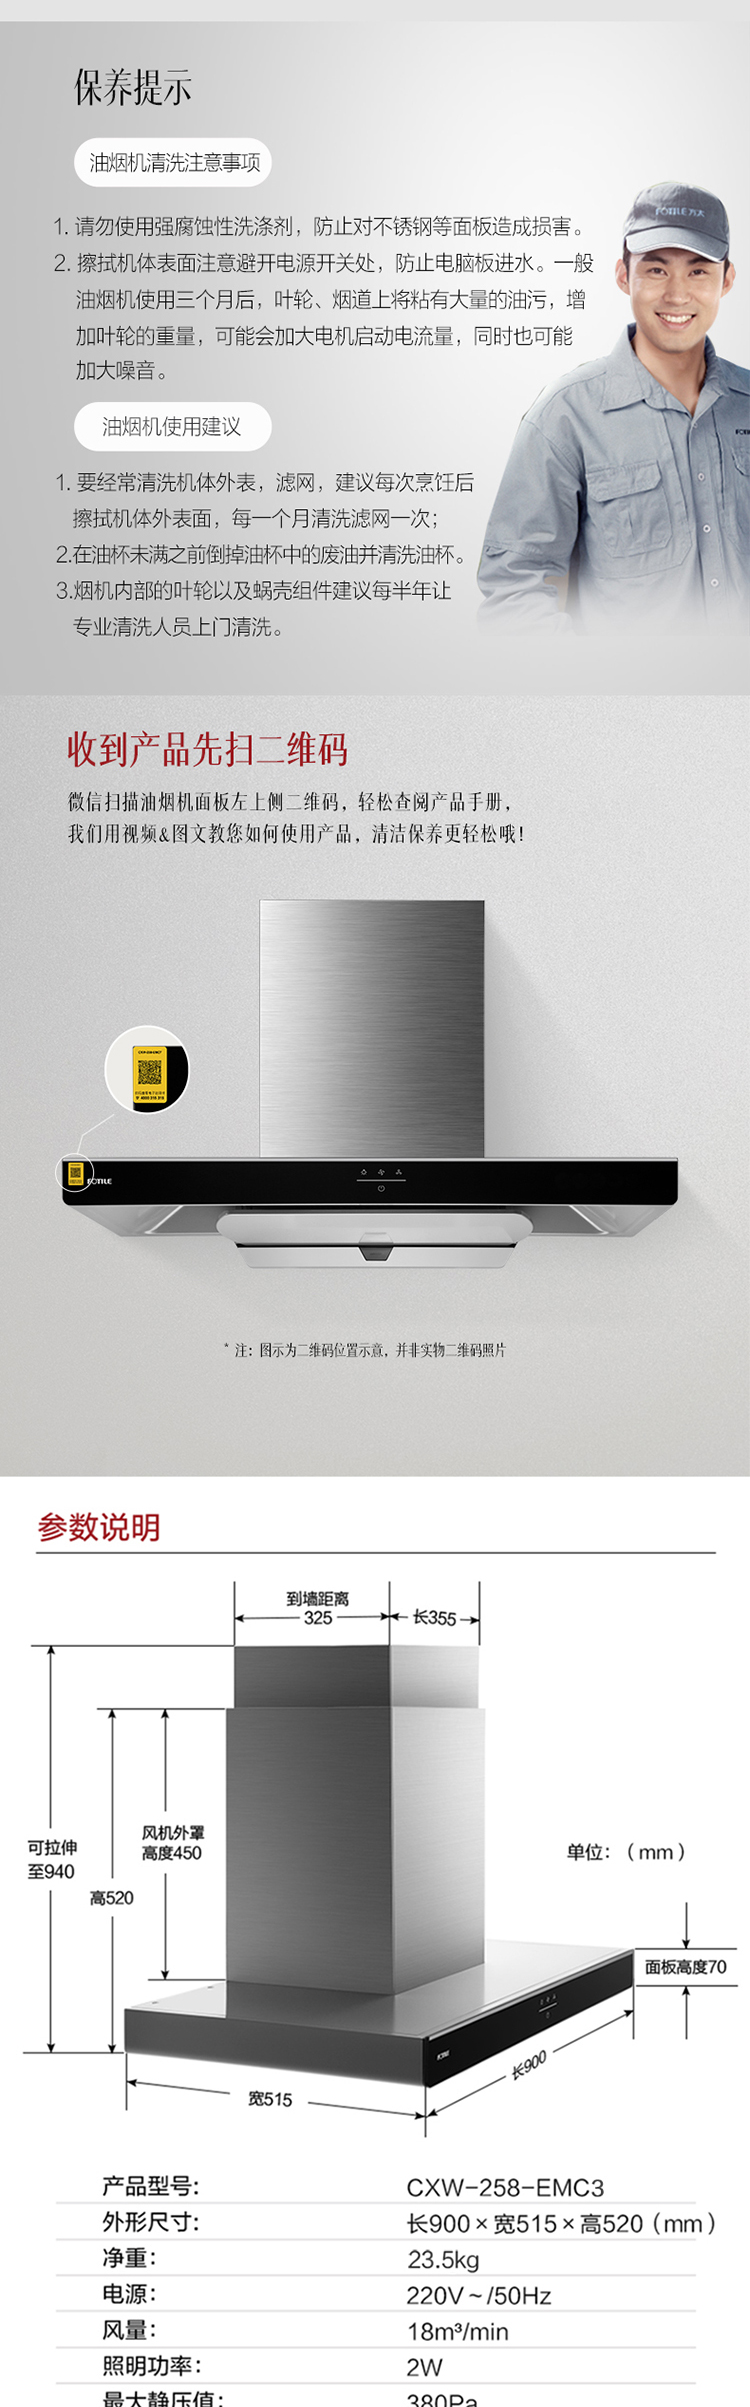 保养提示
油烟机清洗注意事项
1. 请勿使用强腐蚀性洗涤剂，防止对不锈钢等面板造成损害。
2. 擦拭机体表面注意避开电源开关处，防止电脑板进水。一般
油烟机使用三个月后，叶轮、烟道上将粘有大量的油污，增
加叶轮的重量，可能会加大电机启动电流量，同时也可能
加大噪音。
FOTILE方太
油烟机使用建议
1. 要经常清洗机体外表，滤网，建议每次烹饪后
擦拭机体外表面，每一个月清洗滤网一次；
2.在油杯未满之前倒掉油杯中的废油并清洗油杯。
3.烟机内部的叶轮以及蜗壳组件建议每半年让
专业清洗人员上门清洗。
收到产品先扫二维码
微信扫描油烟机面板左上侧二维码，轻松查阅产品手册，
我们用视频&图文教您如何使用产品，清洁保养更轻松哦！
FOTILE
* 注：图示为二维码位置示意，并非实物二维码照片
参数说明
到墙距离
325
长355
可拉伸
至940
高520
风机外罩
高度450
单位：（mm）
面板高度70
FOTILE
长900
宽515
产品型号: CXW-258-EMC3
外形尺寸: 长900×宽515×高520（mm）
净重: 23.5kg
电源: 220V~/50Hz
风量: 18m³/min
照明功率: 2W
最大静压值: 380Pa